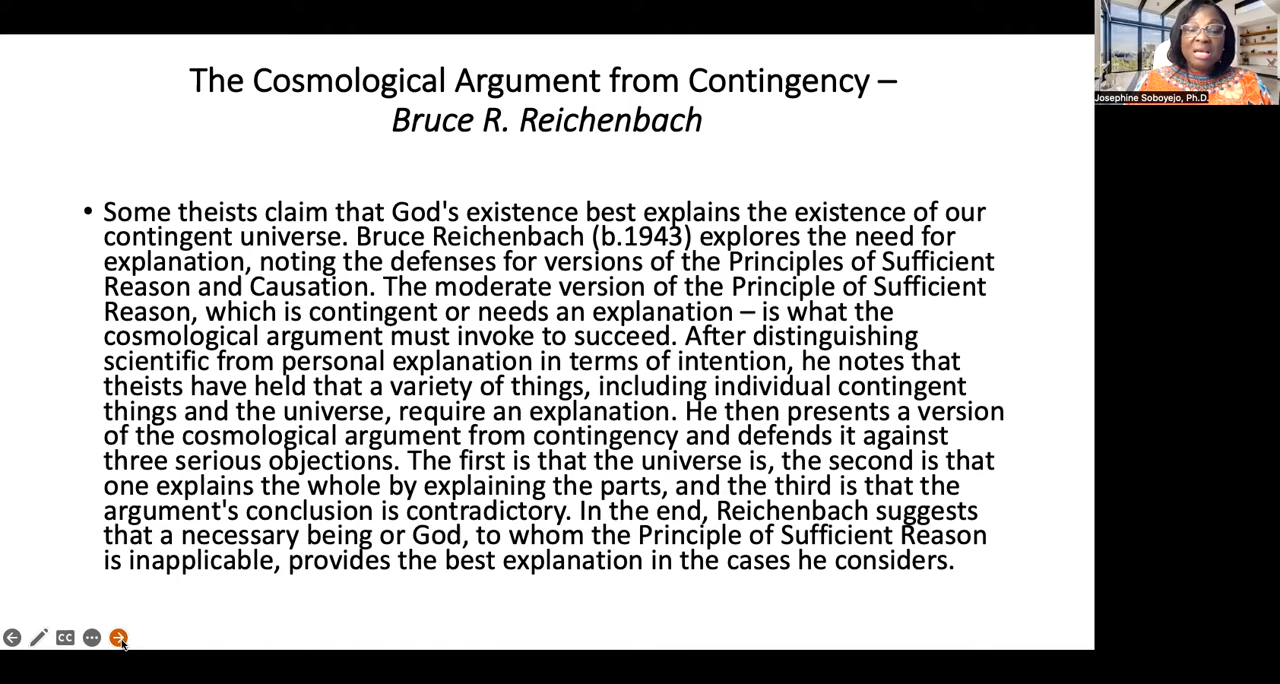 The Cosmological Argument from Contingency –
Bruce R. Reichenbach
• Some theists claim that God's existence best explains the existence of our
contingent universe. Bruce Reichenbach (b.1943) explores the need for
explanation, noting the defenses for versions of the Principles of Sufficient
Reason and Causation. The moderate version of the Principle of Sufficient
Reason, which is contingent or needs an explanation – is what the
cosmological argument must invoke to succeed. After distinguishing
scientific from personal explanation in terms of intention, he notes that
theists have held that a variety of things, including individual contingent
things and the universe, require an explanation. He then presents a version
of the cosmological argument from contingency and defends it against
three serious objections. The first is that the universe is, the second is that
one explains the whole by explaining the parts, and the third is that the
argument's conclusion is contradictory. In the end, Reichenbach suggests
that a necessary being or God, to whom the Principle of Sufficient Reason
is inapplicable, provides the best explanation in the cases he considers.
Josephine Soboyejo, Ph.D.
CC